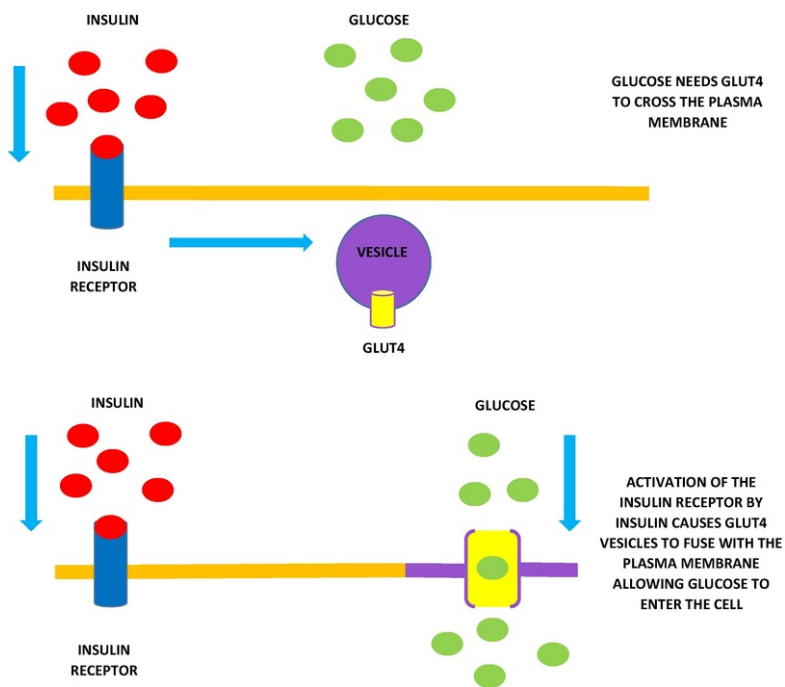 INSULIN
GLUCOSE
GLUCOSE NEEDS GLUT4
TO CROSS THE PLASMA
MEMBRANE
VESICLE
INSULIN
RECEPTOR
GLUT4
INSULIN
GLUCOSE
ACTIVATION OF THE
INSULIN RECEPTOR BY
INSULIN CAUSES GLUT4
VESICLES TO FUSE WITH THE
PLASMA MEMBRANE
ALLOWING GLUCOSE TO
ENTER THE CELL
INSULIN
RECEPTOR